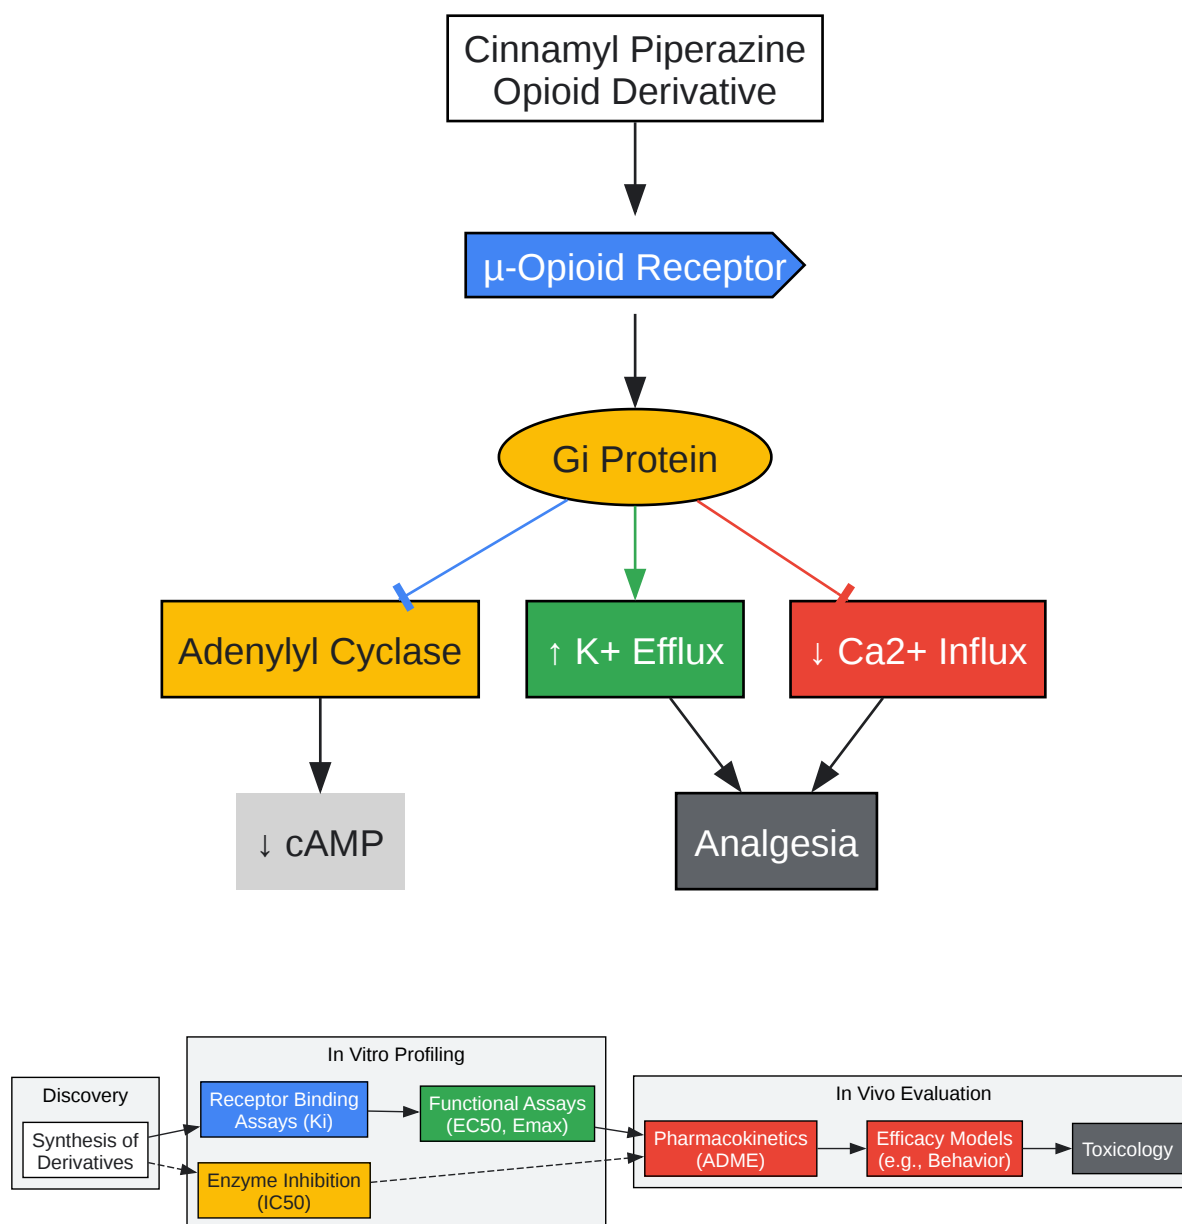 Cinnamyl Piperazine
Opioid Derivative
µ-Opioid Receptor
Gi Protein
Adenylyl Cyclase
↑ K+ Efflux
↓ Ca2+ Influx
↓ cAMP
Analgesia
Discovery
Synthesis of
Derivatives
In Vitro Profiling
Receptor Binding
Assays (Ki)
Functional Assays
(EC50, Emax)
Enzyme Inhibition
(IC50)
In Vivo Evaluation
Pharmacokinetics
(ADME)
Efficacy Models
(e.g., Behavior)
Toxicology